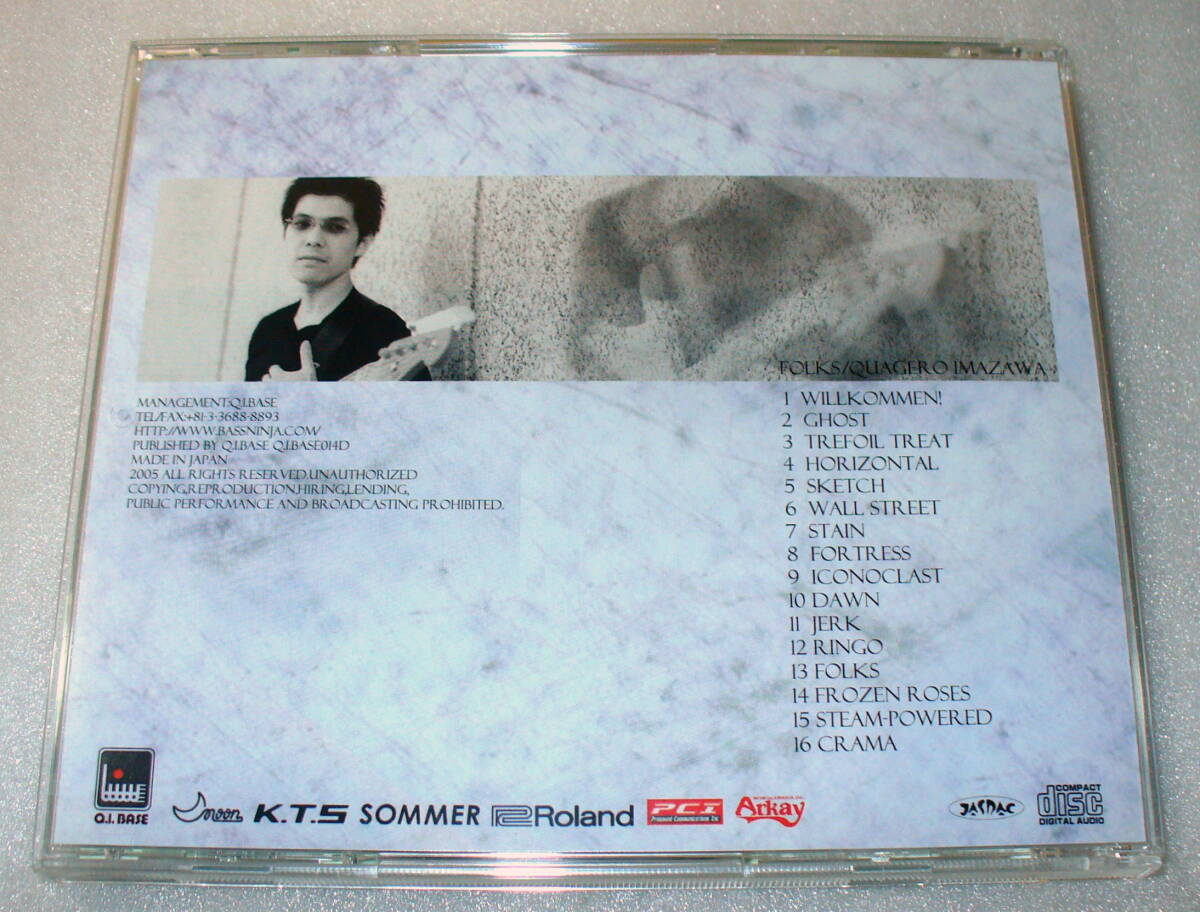 FOLKS/QUAGERO IMAZAWA
MANAGEMENT:Q.I.BASE
TEL/FAX:+81-3-3688-8893
HTTP://WWW.BASSNINJA.COM/
PUBLISHED BY Q.I.BASE Q.I.BASE014D
MADE IN JAPAN
2005 ALL RIGHTS RESERVED.UNAUTHORIZED
COPYING,REPRODUCTION,HIRING,LENDING,
PUBLIC PERFORMANCE AND BROADCASTING PROHIBITED.
1 WILLKOMMEN!
2 GHOST
3 TREFOIL TREAT
4 HORIZONTAL
5 SKETCH
6 WALL STREET
7 STAIN
8 FORTRESS
9 ICONOCLAST
10 DAWN
11 JERK
12 RINGO
13 FOLKS
14 FROZEN ROSES
15 STEAM-POWERED
16 CRAMA
Q.I. BASE
moon
K.T.S
SOMMER
Roland
PCI
Arkay
JASRAC
COMPACT
disc
DIGITAL AUDIO